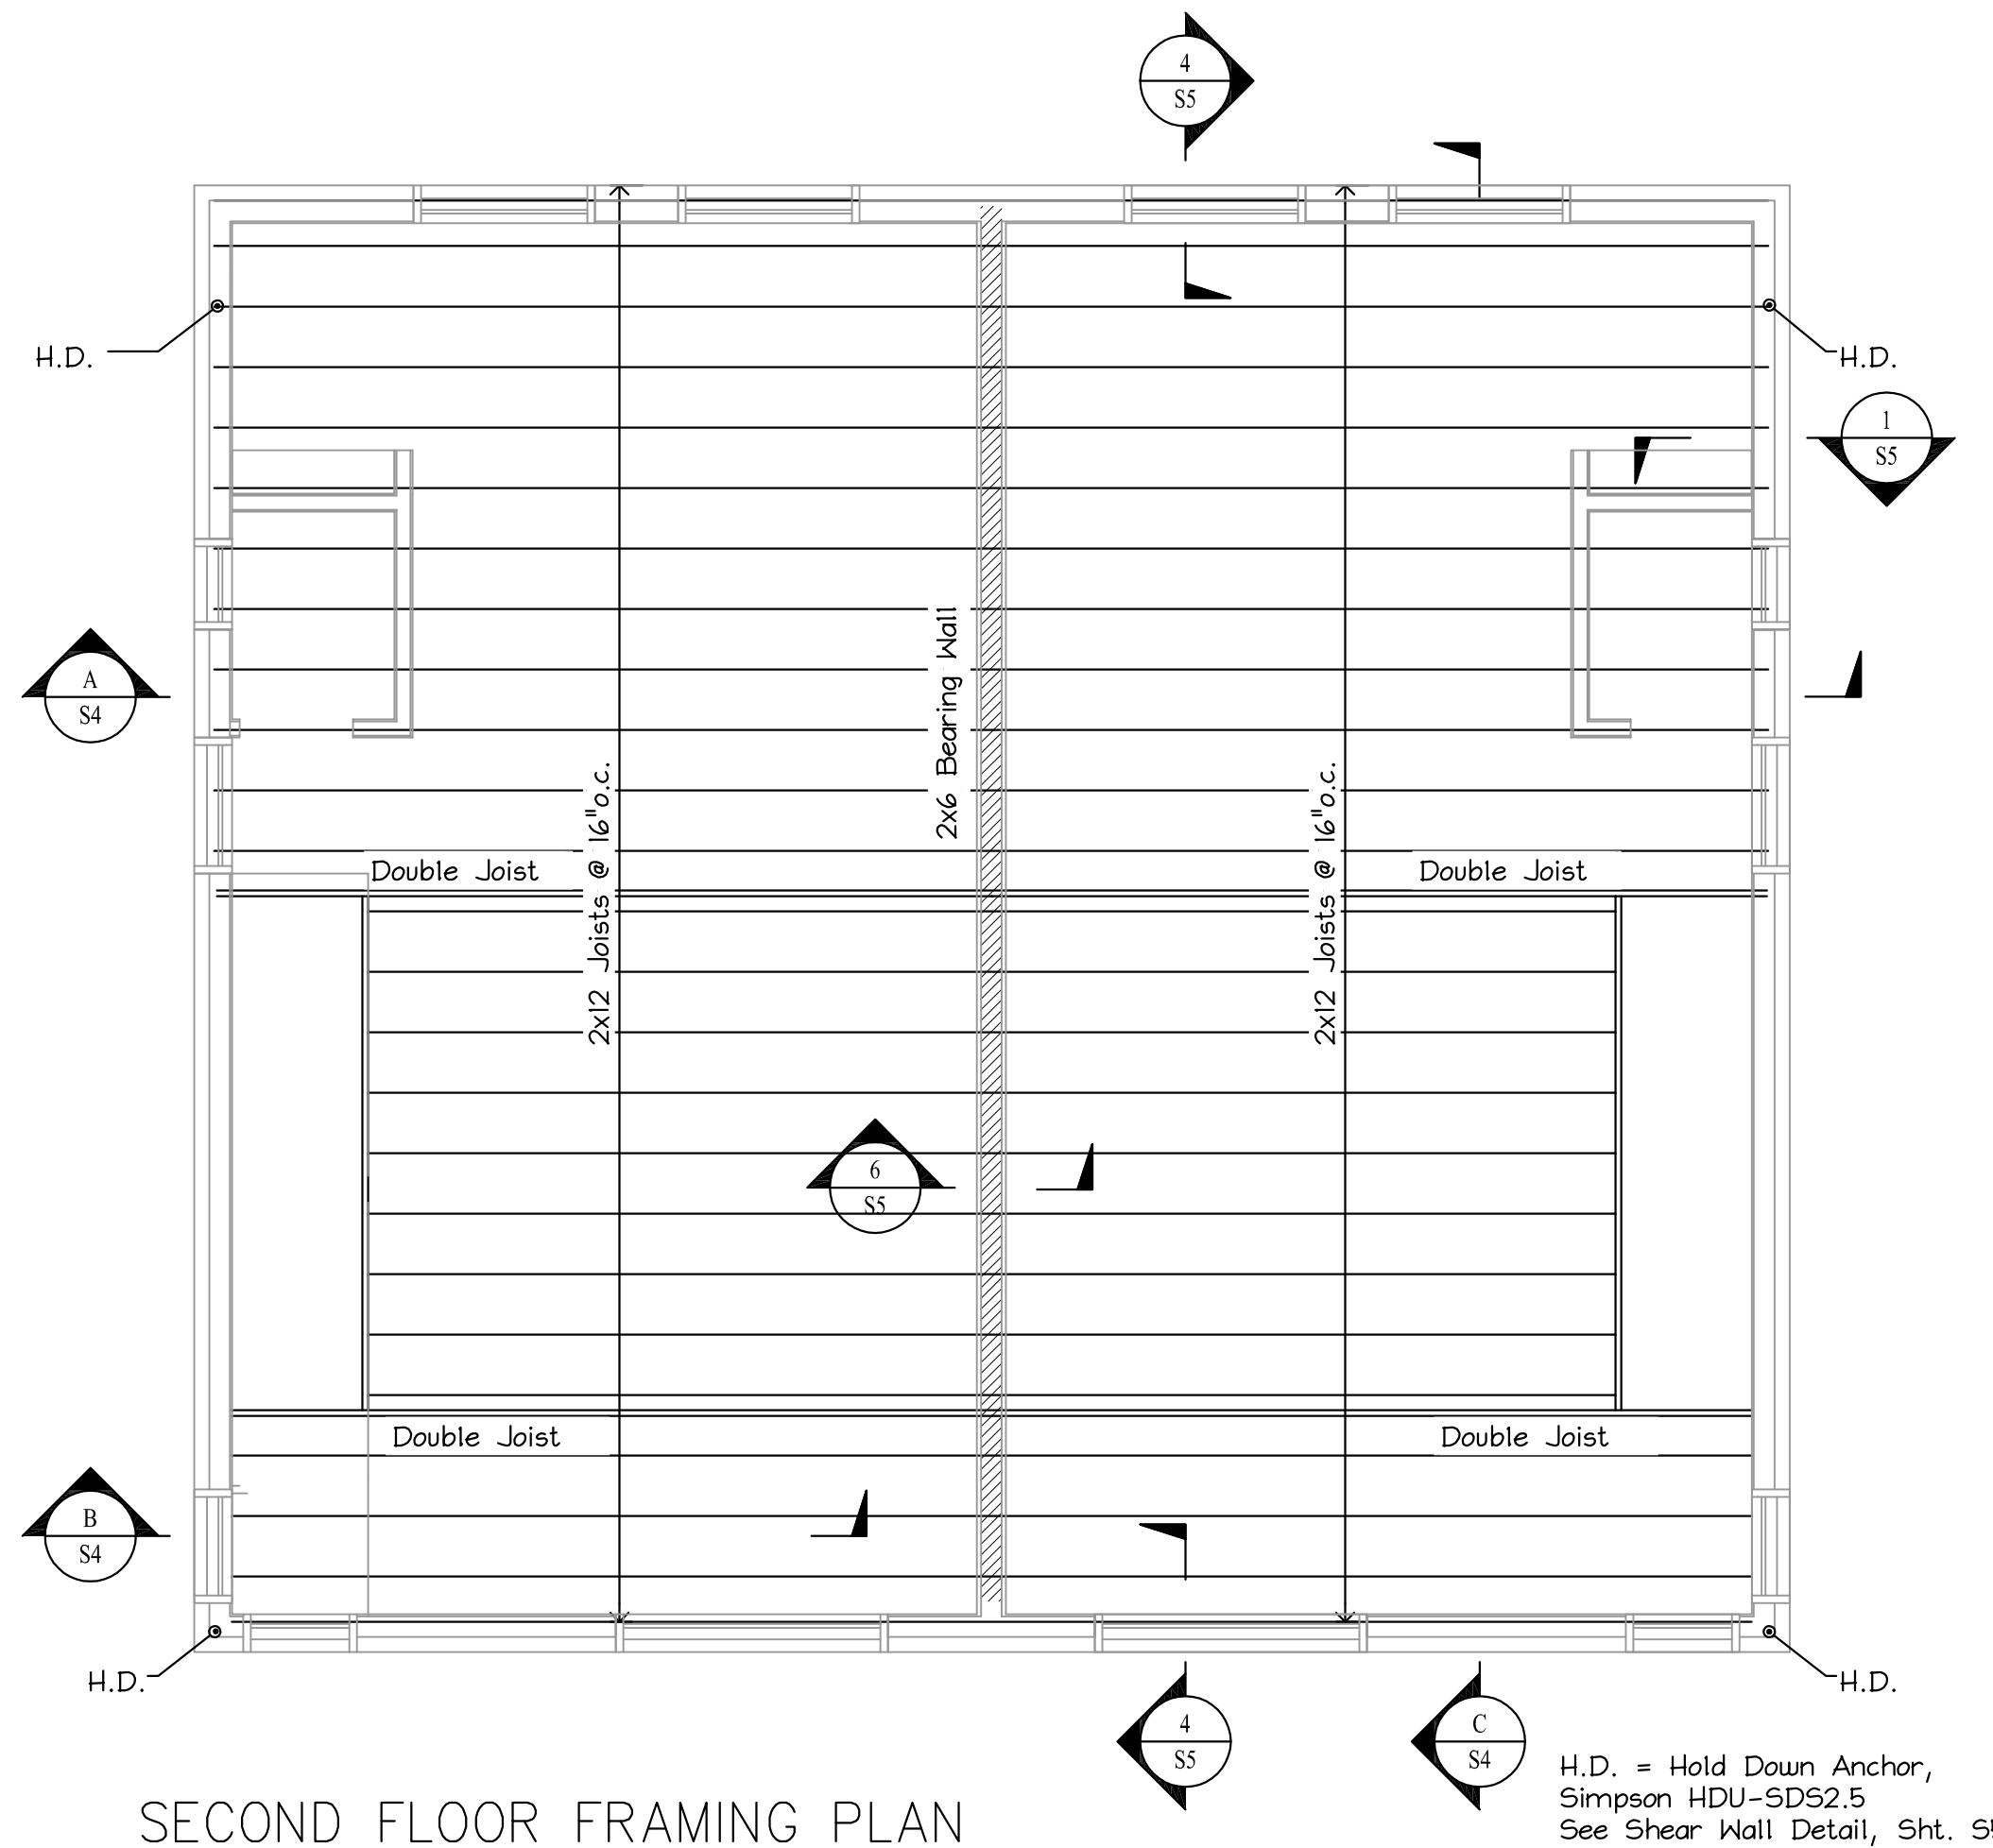 4
S5
H.D.
H.D.
1
S5
A
S4
2x6 Bearing Wall
2x12 Joists @ 16"o.c.
2x12 Joists @ 16"o.c.
Double Joist
Double Joist
6
S5
Double Joist
Double Joist
B
S4
H.D.
H.D.
4
S5
C
S4
H.D. = Hold Down Anchor,
Simpson HDU-SDS2.5
See Shear Wall Detail, Sht.
SECOND FLOOR FRAMING PLAN